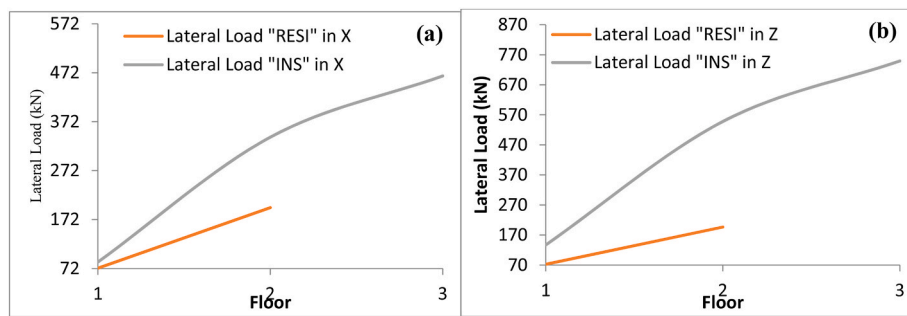 (a)
Lateral Load "RESI" in X
Lateral Load "INS" in X
Lateral Load (kN)
572
472
372
272
172
72
1
2
3
Floor
(b)
Lateral Load "RESI" in Z
Lateral Load "INS" in Z
Lateral Load (kN)
870
770
670
570
470
370
270
170
70
1
2
3
Floor